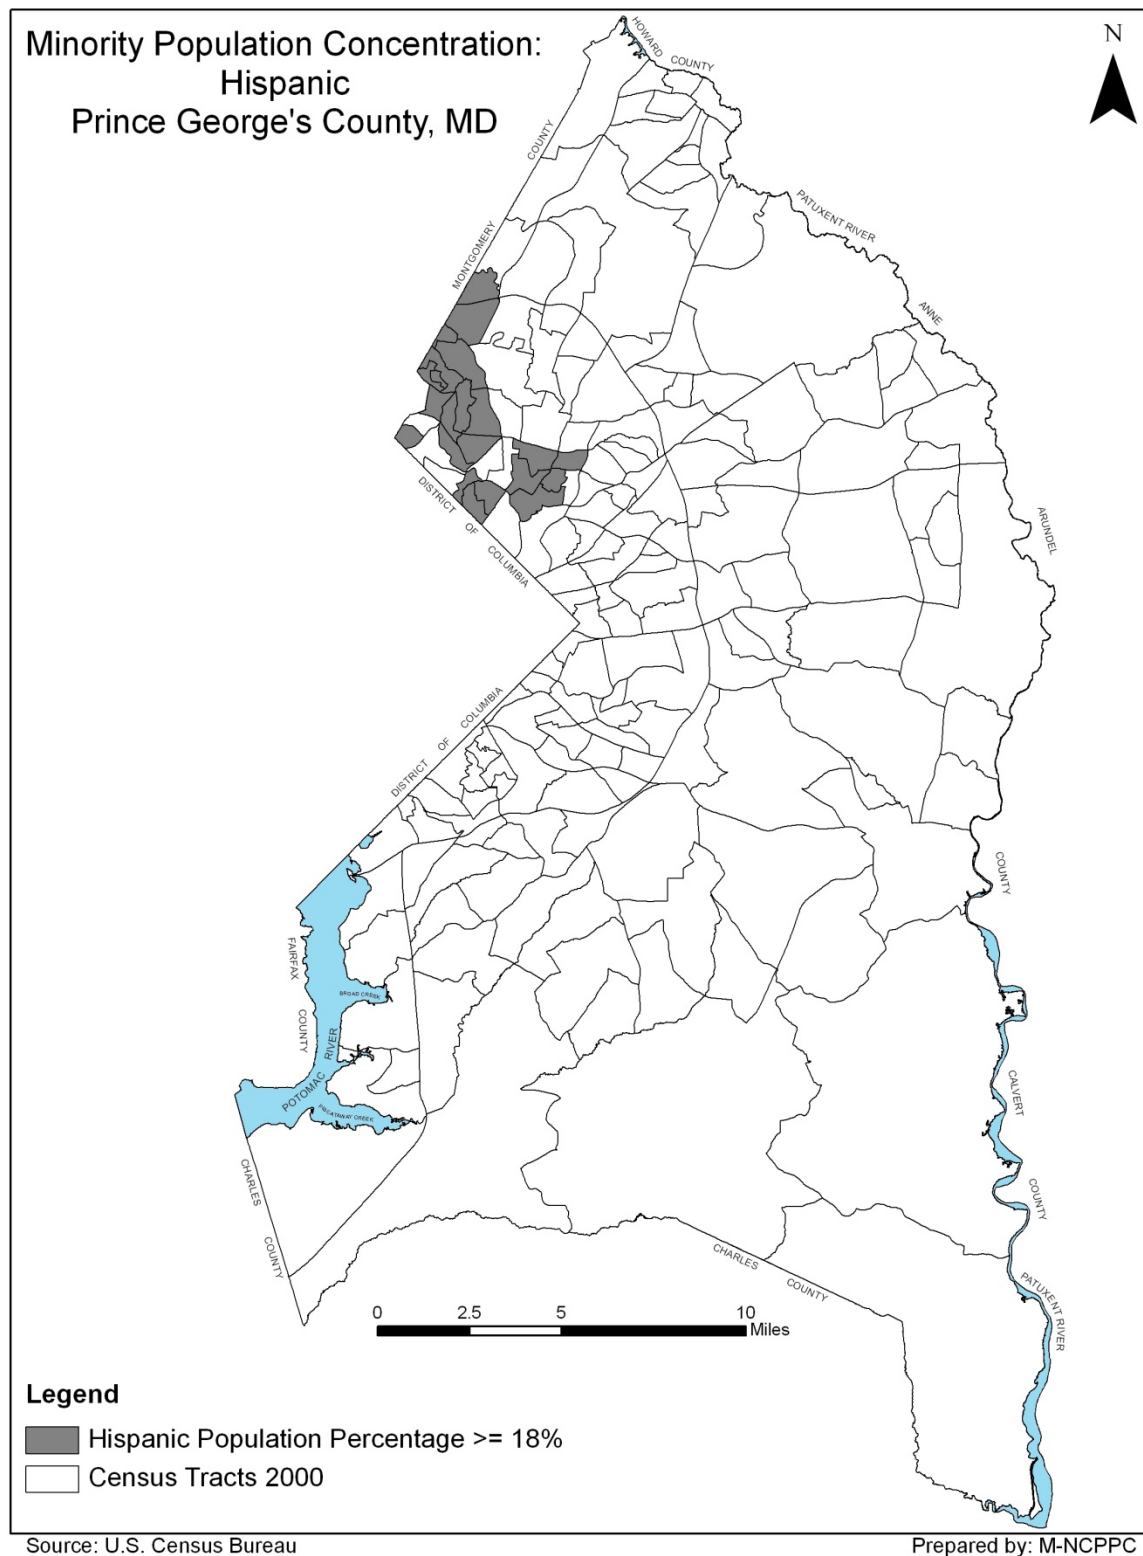 Minority Population Concentration:
Hispanic
Prince George's County, MD
N
HOWARD
COUNTY
COUNTY
MONTGOMERY
PATUXENT RIVER
ANNE
ARUNDEL
DISTRICT OF COLUMBIA
DISTRICT OF COLUMBIA
COUNTY
FAIRFAX
COUNTY
BROAD CREEK
POTOMAC RIVER
PISCATAWAY CREEK
CALVERT
COUNTY
CHARLES
COUNTY
CHARLES
COUNTY
PATUXENT RIVER
0 2.5 5 10
Miles
Legend
Hispanic Population Percentage >= 18%
Census Tracts 2000
Source: U.S. Census Bureau
Prepared by: M-NCPPC